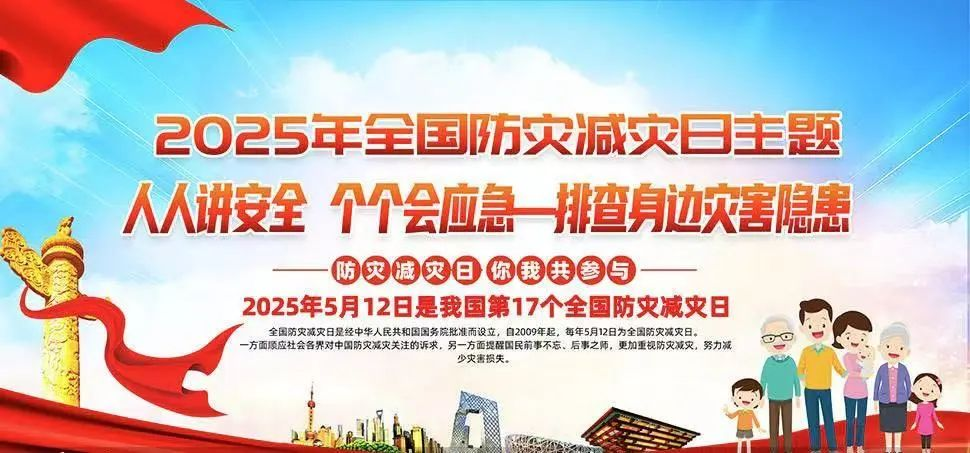 2025年全国防灾减灾日主题
人人讲安全 个个会应急—排查身边灾害隐患
防灾减灾日 你我共参与
2025年5月12日是我国第17个全国防灾减灾日
全国防灾减灾日是经中华人民共和国国务院批准而设立，自2009年起，每年5月12日为全国防灾减灾日。
一方面顺应社会各界对中国防灾减灾关注的诉求，另一方面提醒国民前事不忘、后事之师，更加重视防灾减灾，努力减
少灾害损失。